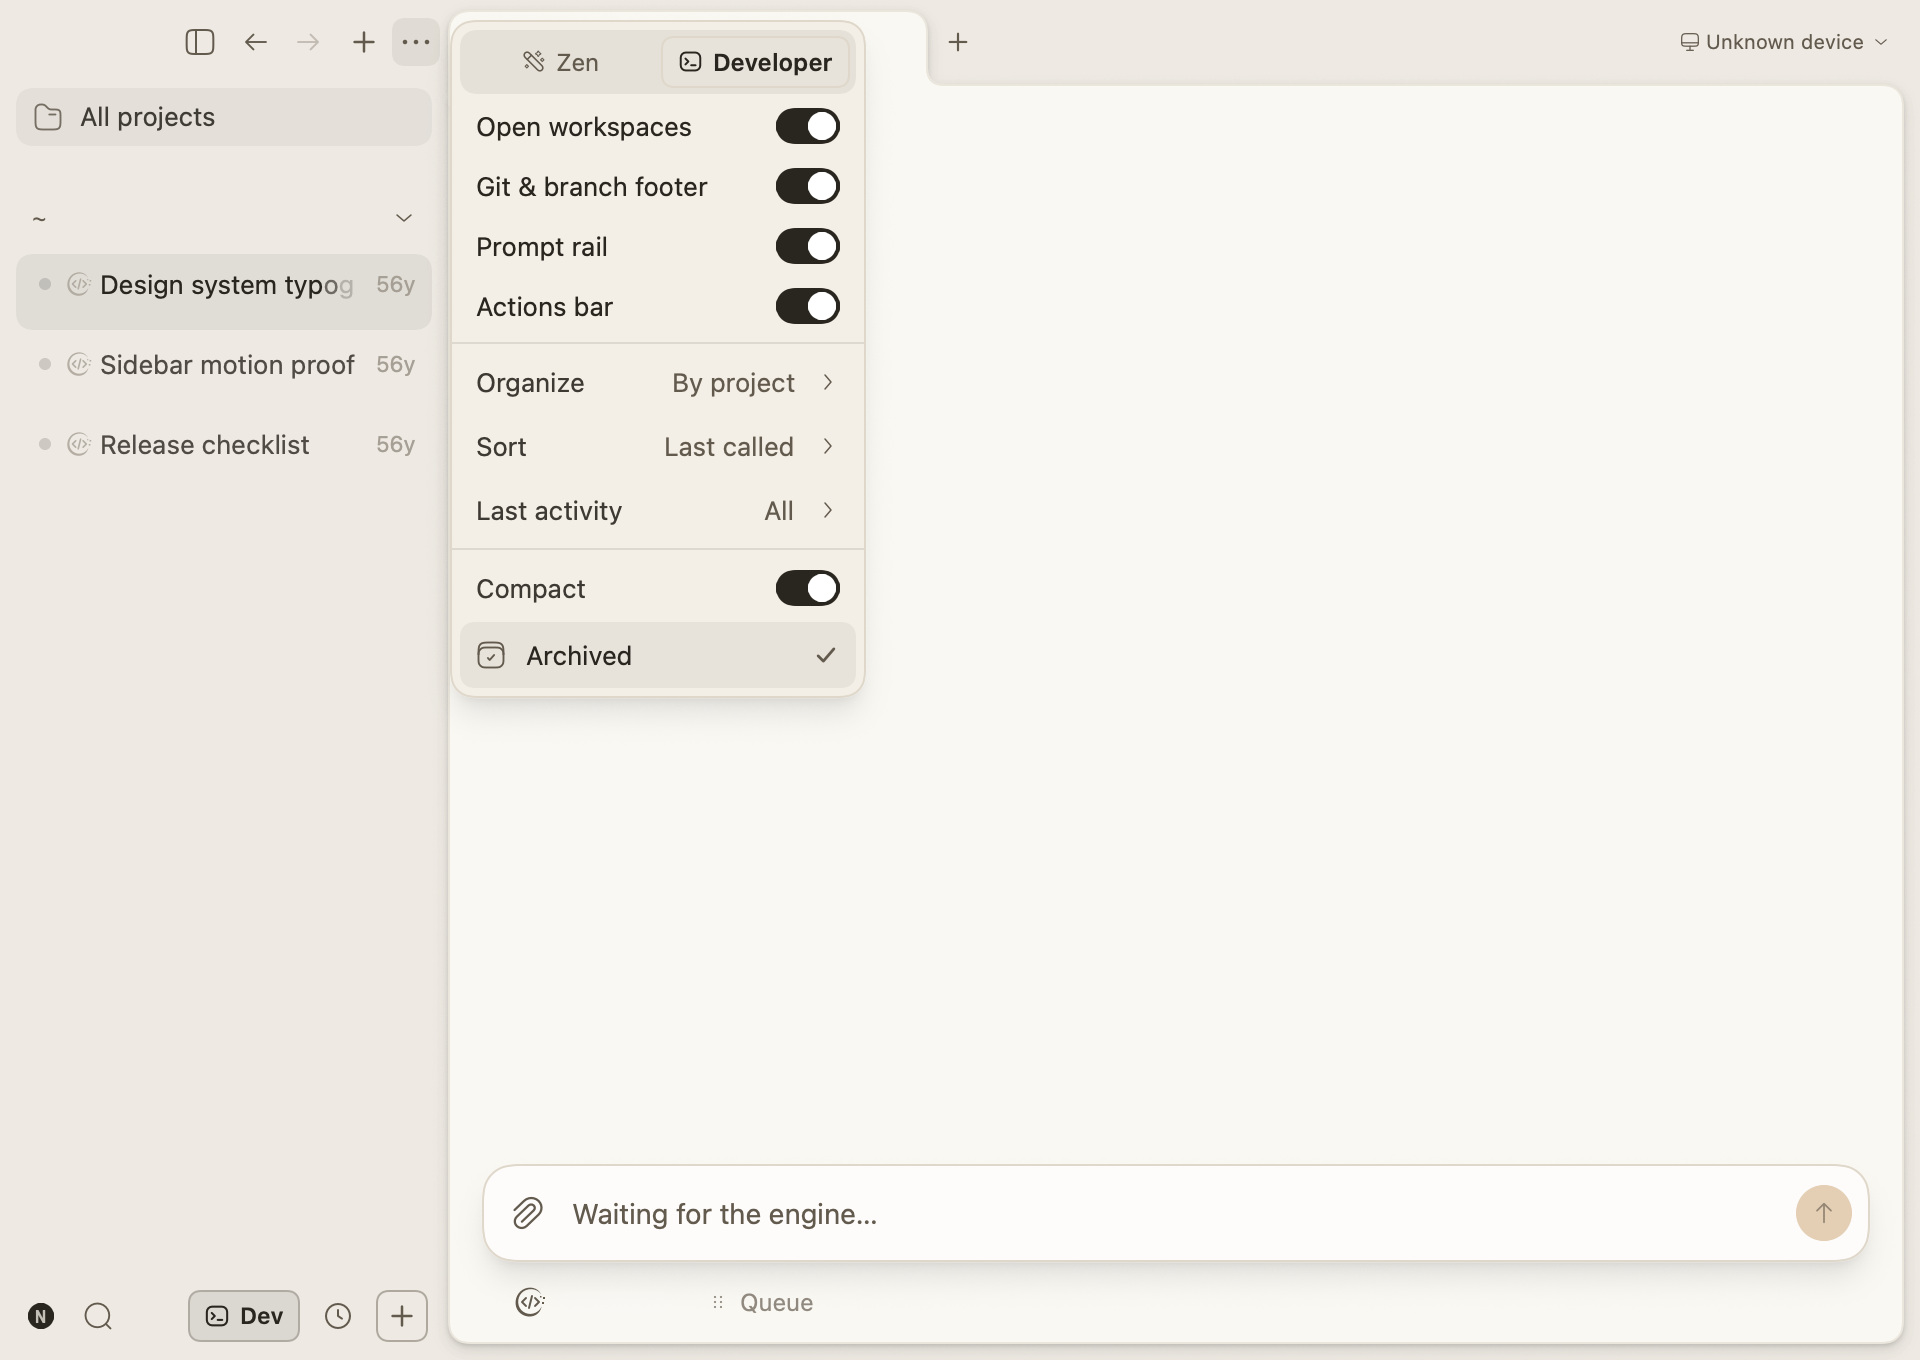 Zen
Developer
Unknown device
All projects
Open workspaces
Git & branch footer
Prompt rail
Actions bar
~
Design system typog 56y
Sidebar motion proof 56y
Release checklist 56y
Organize By project
Sort Last called
Last activity All
Compact
Archived
Waiting for the engine...
Queue
N
Dev